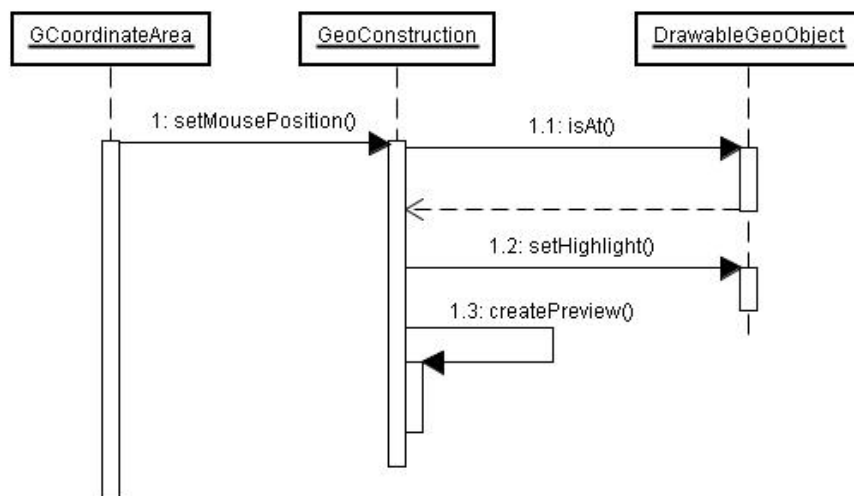 GCoordinateArea
GeoConstruction
DrawableGeoObject
1: setMousePosition()
1.1: isAt()
1.2: setHighlight()
1.3: createPreview()